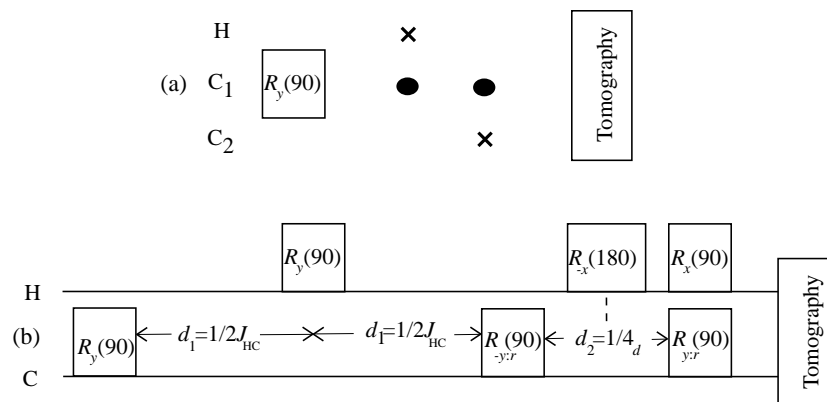 H
(a) C1 Ry(90) Tomography
C2
Ry(90) R-x(180) Rx(90)
H
(b) Ry(90) d1=1/2JHC d1=1/2JHC R-y:r(90) d2=1/4d Ry:r(90) Tomography
C